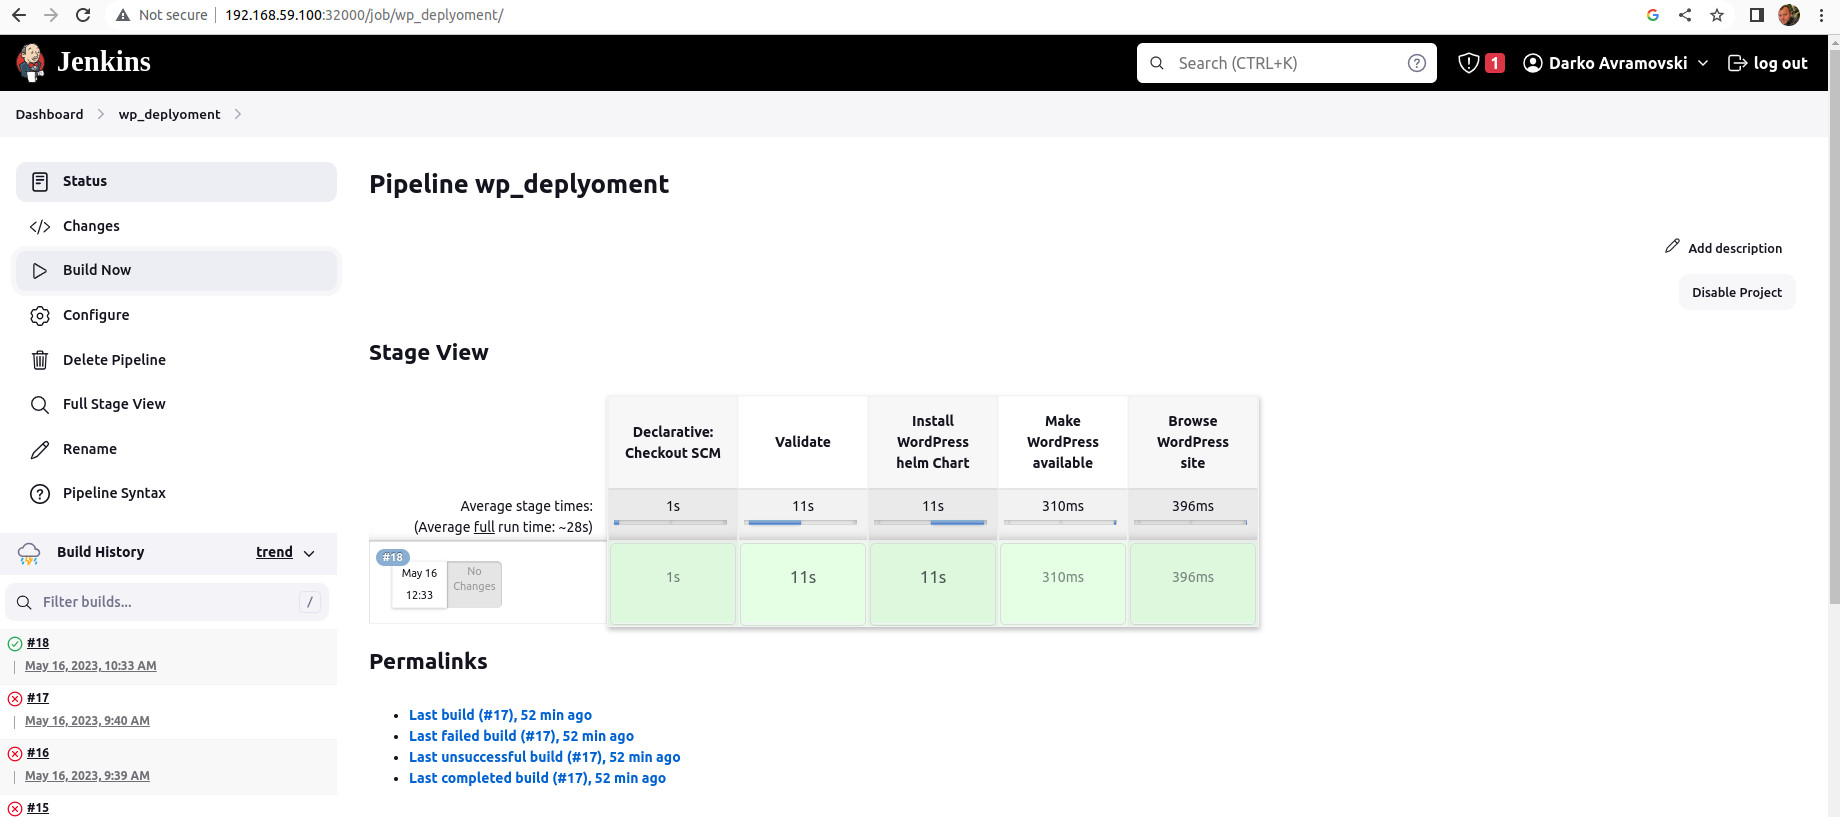 Not secure 192.168.59.100:32000/job/wp_deplyoment/
Jenkins
Search (CTRL+K)
?
1
Darko Avramovski
log out
Dashboard
wp_deplyoment
Status
Changes
Build Now
Configure
Delete Pipeline
Full Stage View
Rename
Pipeline Syntax
Build History
trend
Filter builds...
/
#18
May 16, 2023, 10:33 AM
#17
May 16, 2023, 9:40 AM
#16
May 16, 2023, 9:39 AM
#15
Pipeline wp_deplyoment
Add description
Disable Project
Stage View
Declarative:
Checkout SCM
Validate
Install
WordPress
helm Chart
Make
WordPress
available
Browse
WordPress
site
Average stage times:
(Average full run time: ~28s)
1s
11s
11s
310ms
396ms
#18
May 16
12:33
No
Changes
1s
11s
11s
310ms
396ms
Permalinks
Last build (#17), 52 min ago
Last failed build (#17), 52 min ago
Last unsuccessful build (#17), 52 min ago
Last completed build (#17), 52 min ago